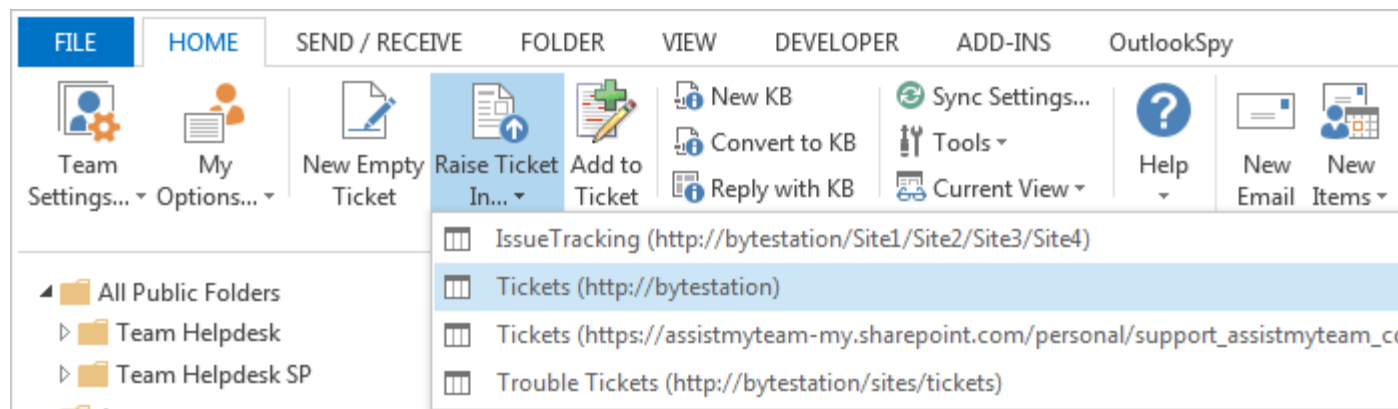 FILE HOME SEND / RECEIVE FOLDER VIEW DEVELOPER ADD-INS OutlookSpy
Team Settings...
My Options...
New Empty Ticket
Raise Ticket In...
Add to Ticket
New KB
Convert to KB
Reply with KB
Sync Settings...
Tools
Current View
Help
New Email
New Items
IssueTracking (http://bytestation/Site1/Site2/Site3/Site4)
Tickets (http://bytestation)
Tickets (https://assistmyteam-my.sharepoint.com/personal/support_assistmyteam_c
Trouble Tickets (http://bytestation/sites/tickets)
All Public Folders
Team Helpdesk
Team Helpdesk SP